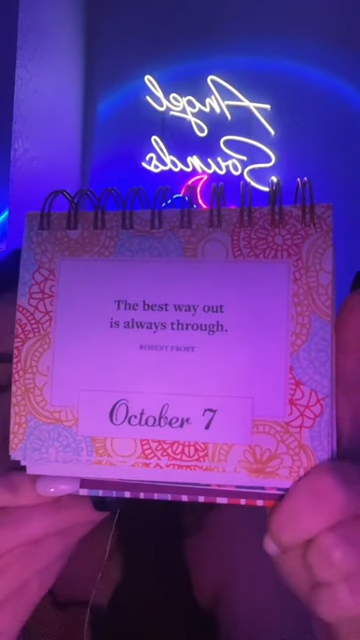 Angel
Sounds
The best way out
is always through.
ROBERT FROST
October 7